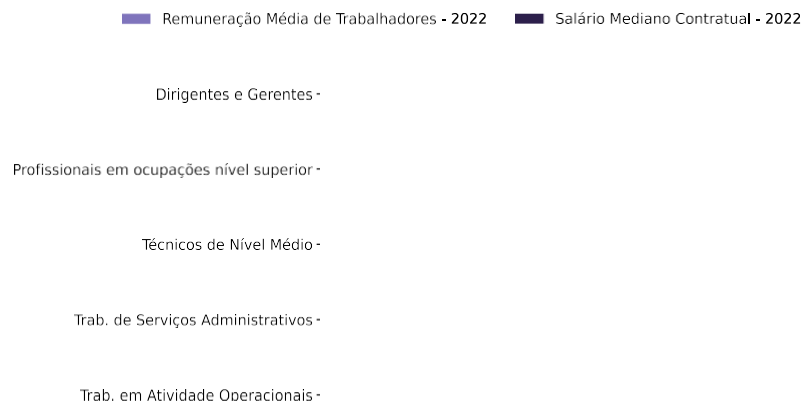 Remuneração Média de Trabalhadores - 2022 Salário Mediano Contratual - 2022
Dirigentes e Gerentes
Profissionais em ocupações nível superior
Técnicos de Nível Médio
Trab. de Serviços Administrativos
Trab. em Atividade Operacionais